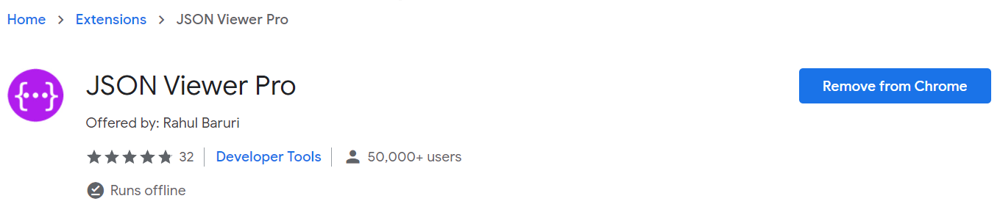 Home > Extensions > JSON Viewer Pro
{···}
JSON Viewer Pro
Remove from Chrome
Offered by: Rahul Baruri
★★★★★ 32 | Developer Tools | 50,000+ users
Runs offline